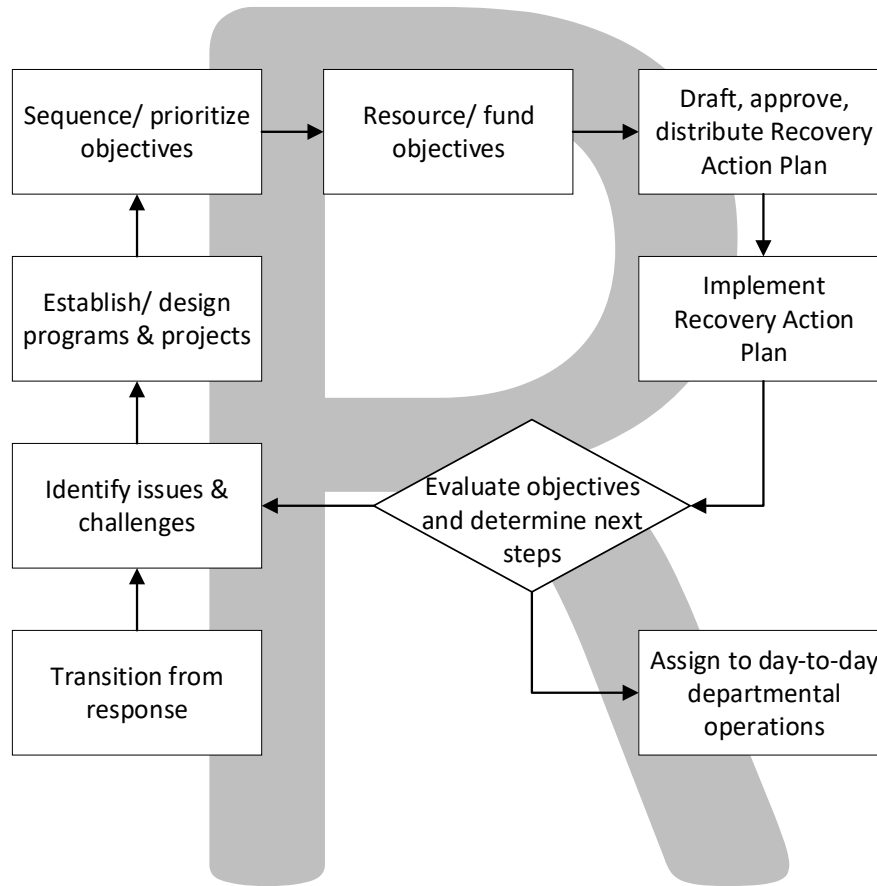 Sequence/ prioritize
objectives
Resource/ fund
objectives
Draft, approve,
distribute Recovery
Action Plan
Establish/ design
programs & projects
Implement
Recovery Action
Plan
Identify issues &
challenges
Evaluate objectives
and determine next
steps
Transition from
response
Assign to day-to-day
departmental
operations
R